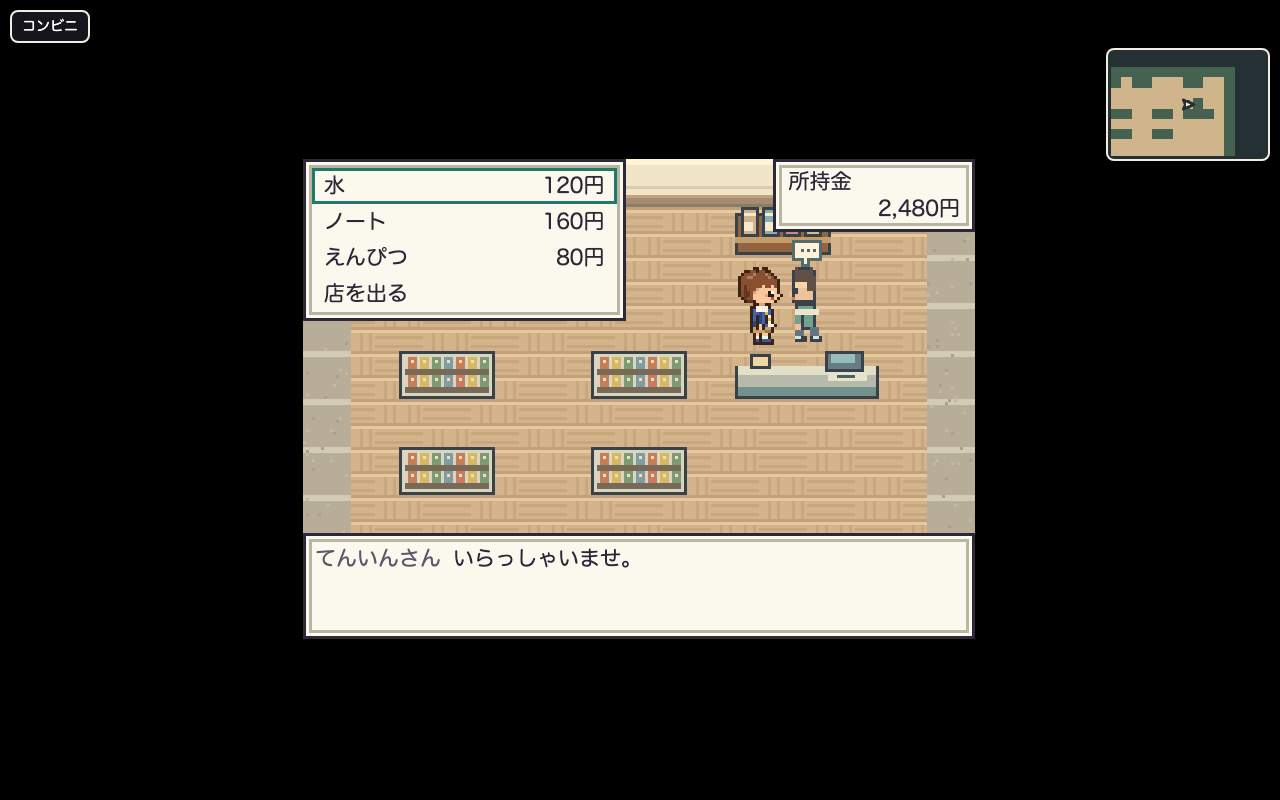 コンビニ
水 120円
ノート 160円
えんぴつ 80円
店を出る
所持金
2,480円
てんいんさん いらっしゃいませ。